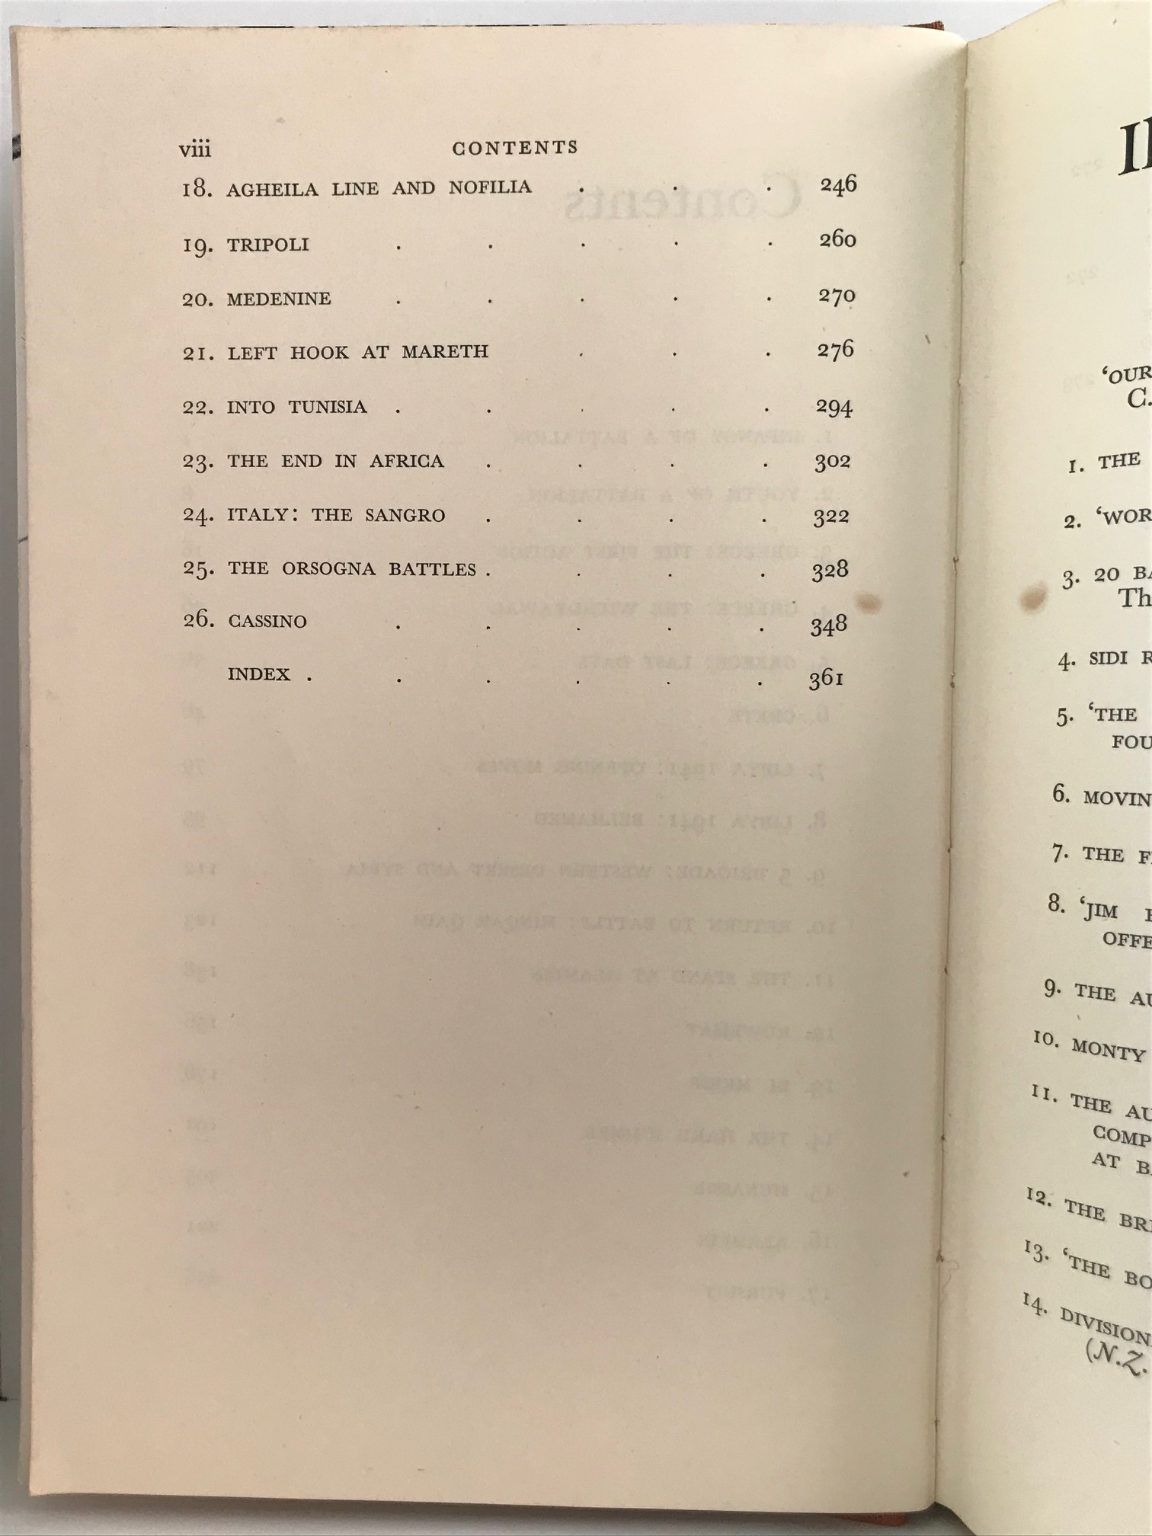 viii CONTENTS
18. AGHEILA LINE AND NOFILIA . . . 246
19. TRIPOLI . . . . . 260
20. MEDENINE . . . . . 270
21. LEFT HOOK AT MARETH . . . 276
22. INTO TUNISIA . . . . . 294
23. THE END IN AFRICA . . . . 302
24. ITALY: THE SANGRO . . . . 322
25. THE ORSOGNA BATTLES . . . . 328
26. CASSINO . . . . . 348
INDEX . . . . . . 361
'OUR
C.
1. THE
2. 'WOR
3. 20 BA
Th
4. SIDI R
5. 'THE
FOU
6. MOVIN
7. THE F
8. 'JIM
OFFE
9. THE AU
10. MONTY
11. THE AU
COMP
AT B
12. THE BRI
13. 'THE BO
14. DIVISION
(N.Z.